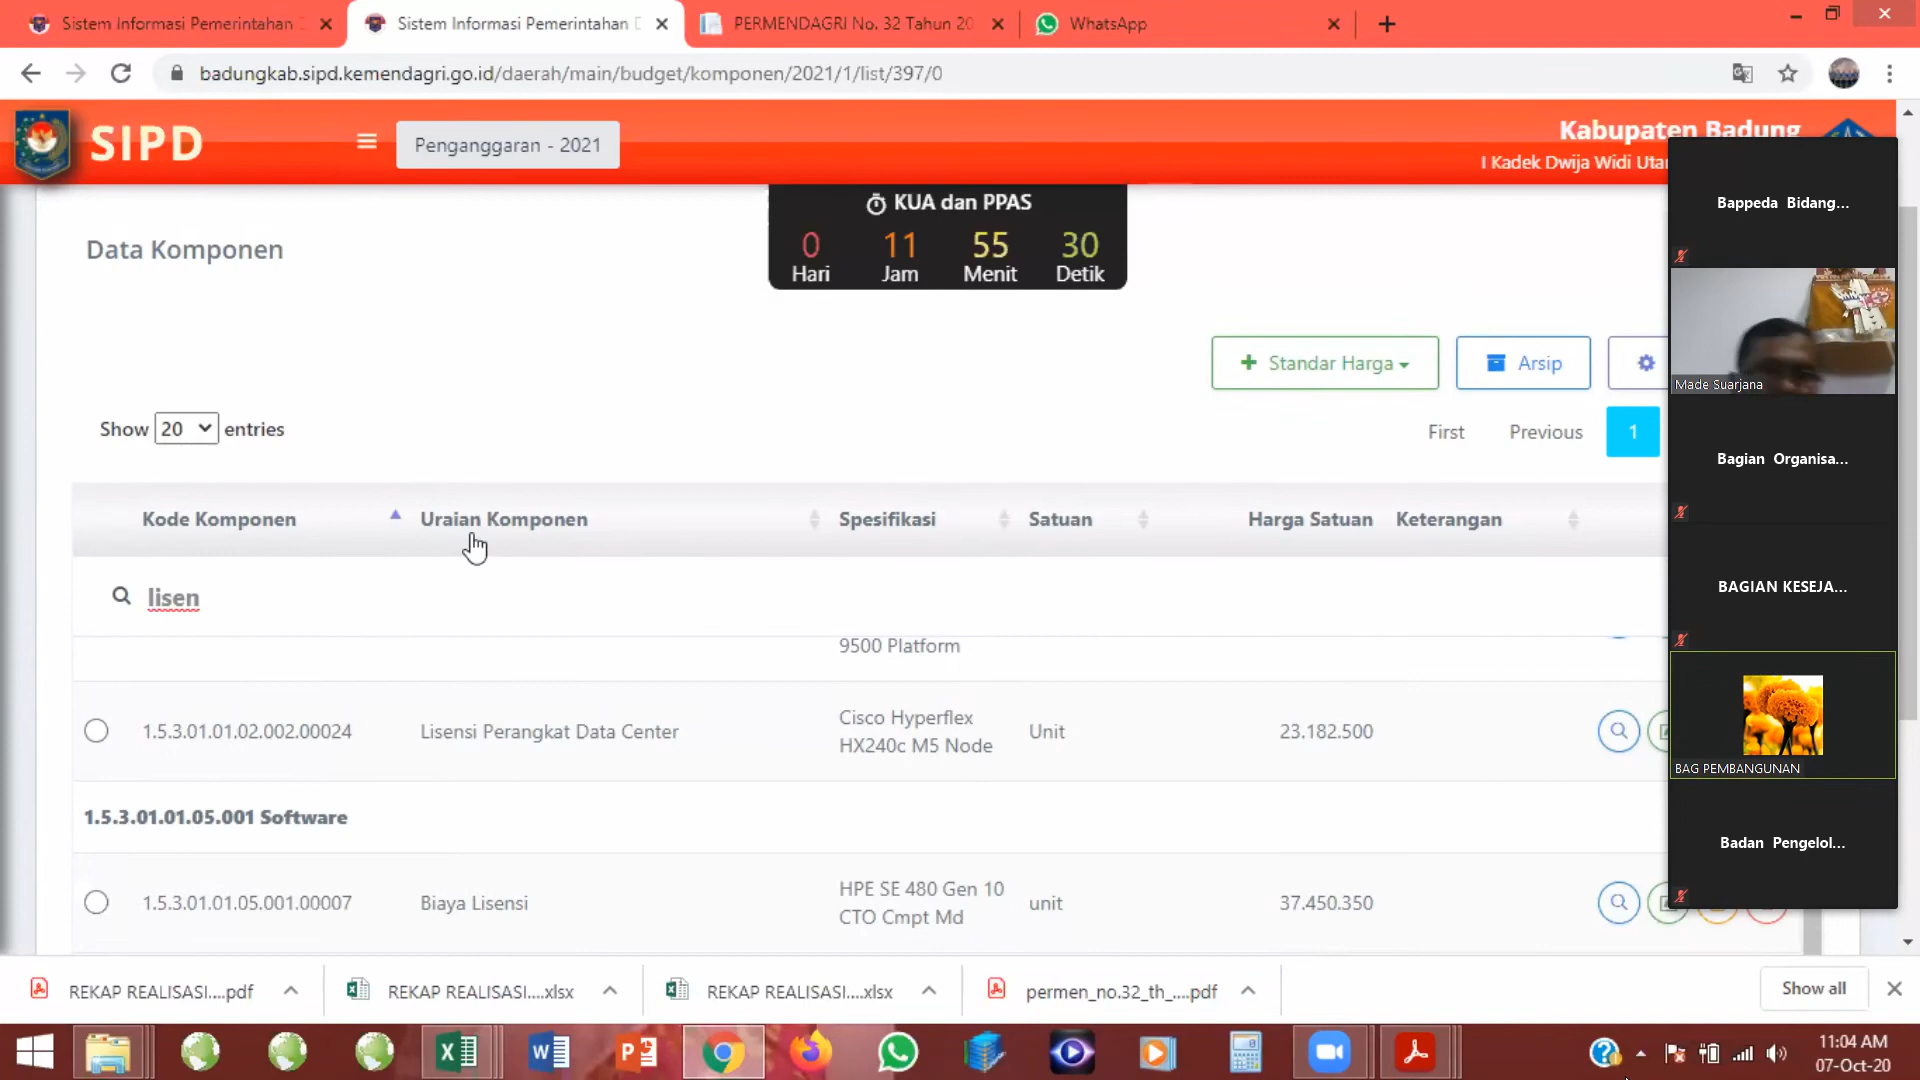 Sistem Informasi Pemerintahan
Sistem Informasi Pemerintahan D
PERMENDAGRI No. 32 Tahun 20
WhatsApp
badungkab.sipd.kemendagri.go.id/daerah/main/budget/komponen/2021/1/list/397/0
SIPD
Penganggaran - 2021
Kabupaten Badung
I Kadek Dwija Widi Utar
KUA dan PPAS
0 11 55 30
Hari Jam Menit Detik
Data Komponen
Standar Harga
Arsip
Show 20 entries
First Previous 1
Kode Komponen Uraian Komponen Spesifikasi Satuan Harga Satuan Keterangan
lisen
9500 Platform
1.5.3.01.01.02.002.00024 Lisensi Perangkat Data Center Cisco Hyperflex HX240c M5 Node Unit 23.182.500
1.5.3.01.01.05.001 Software
1.5.3.01.01.05.001.00007 Biaya Lisensi HPE SE 480 Gen 10 CTO Cmpt Md unit 37.450.350
Bappeda Bidang...
Made Suarjana
Bagian Organisa...
BAGIAN KESEJA...
BAG PEMBANGUNAN
Badan Pengelol...
REKAP REALISASI....pdf
REKAP REALISASI....xlsx
REKAP REALISASI....xlsx
permen_no.32_th_....pdf
Show all
11:04 AM
07-Oct-20